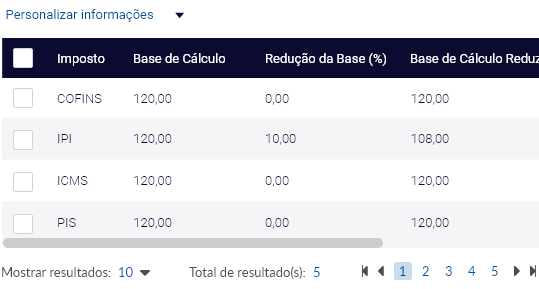 Personalizar informações
Imposto Base de Cálculo Redução da Base (%) Base de Cálculo Reduz
COFINS 120,00 0,00 120,00
IPI 120,00 10,00 108,00
ICMS 120,00 0,00 120,00
PIS 120,00 0,00 120,00
Mostrar resultados: 10 Total de resultado(s): 5 1 2 3 4 5